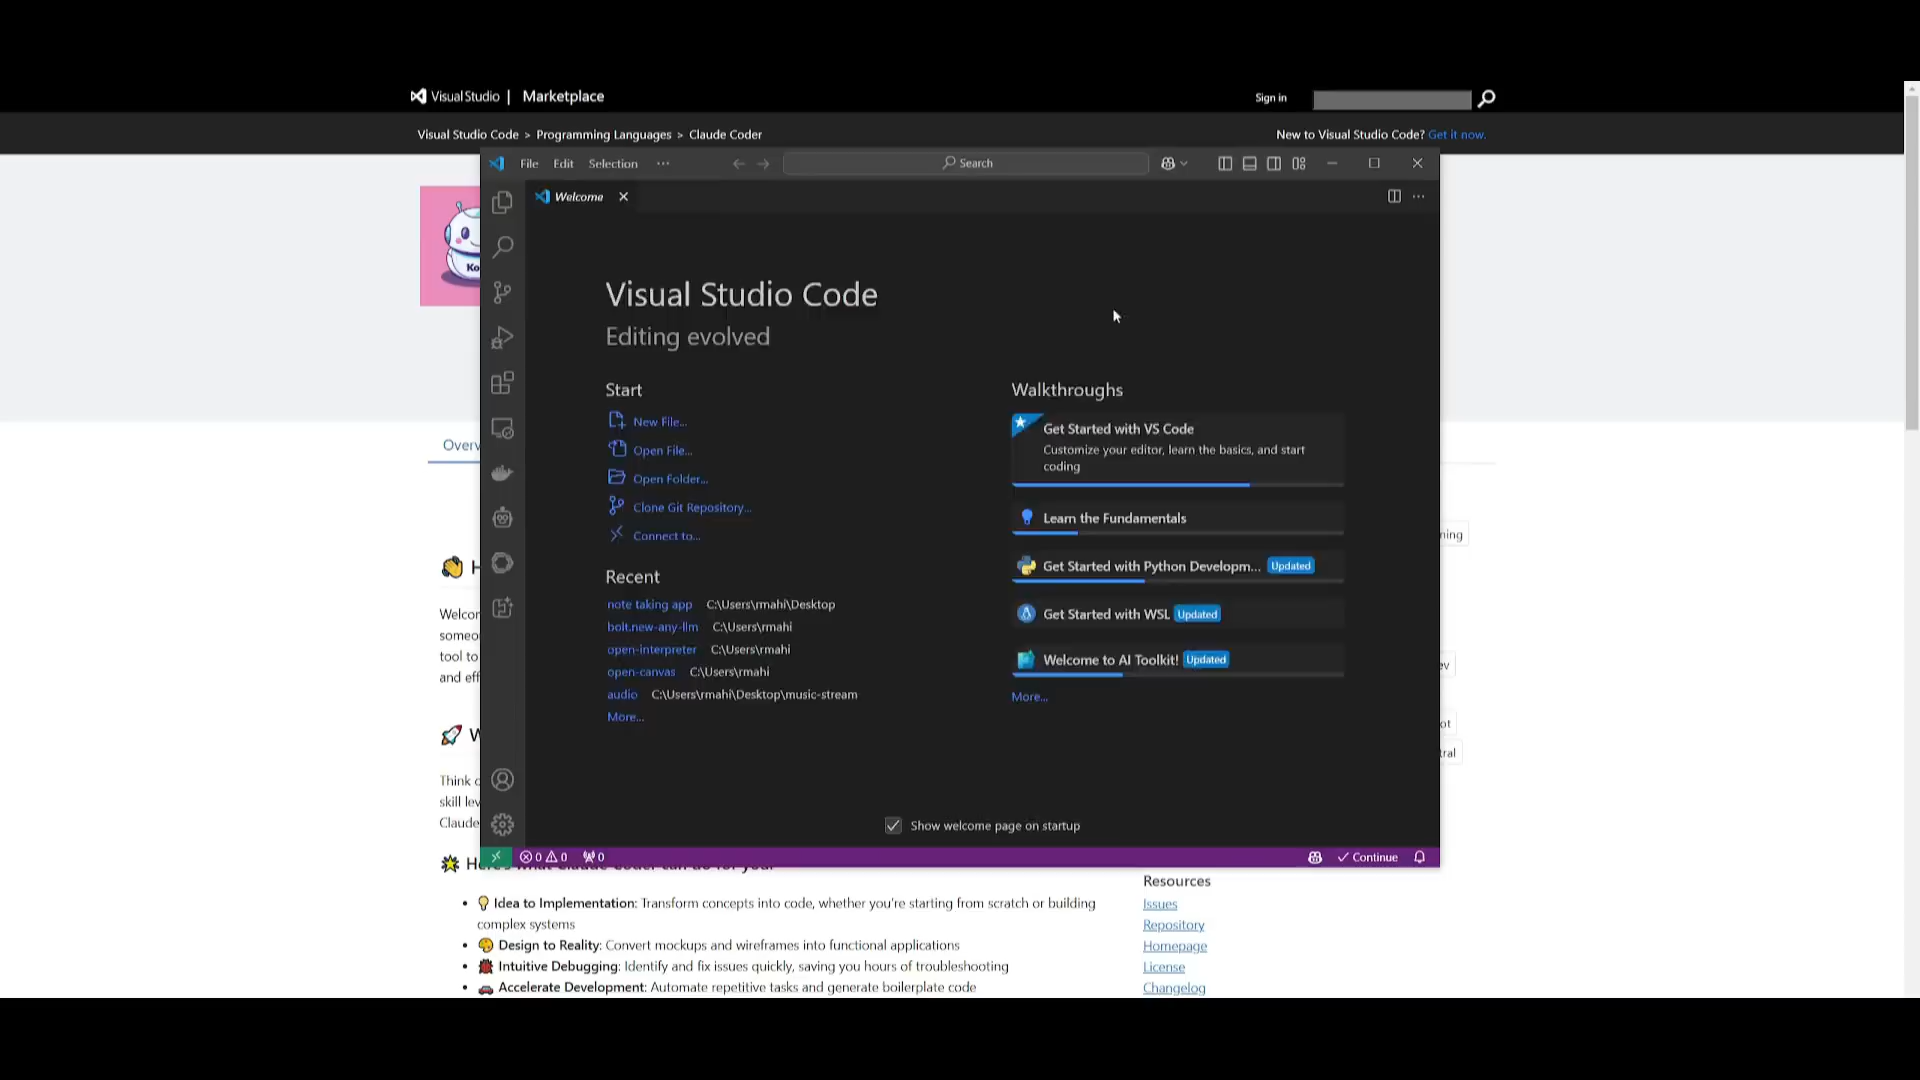 Visual Studio | Marketplace
Sign in
Visual Studio Code > Programming Languages > Claude Coder
New to Visual Studio Code? Get it now.
File Edit Selection ··· Search
Welcome
Ko
Visual Studio Code
Editing evolved
Start
New File...
Open File...
Open Folder...
Clone Git Repository...
Connect to...
Recent
note taking app C:\Users\rmahi\Desktop
bolt.new-any-llm C:\Users\rmahi
open-interpreter C:\Users\rmahi
open-canvas C:\Users\rmahi
audio C:\Users\rmahi\Desktop\music-stream
More...
Walkthroughs
Get Started with VS Code
Customize your editor, learn the basics, and start
coding
Learn the Fundamentals
Get Started with Python Developm... Updated
Get Started with WSL Updated
Welcome to AI Toolkit! Updated
More...
Show welcome page on startup
0 0 0 Continue
Overv
H
Welcor
someo
tool to
and eff
W
Think
skill lev
Claude
ning
ev
ot
tral
Idea to Implementation: Transform concepts into code, whether you're starting from scratch or building
complex systems
Design to Reality: Convert mockups and wireframes into functional applications
Intuitive Debugging: Identify and fix issues quickly, saving you hours of troubleshooting
Accelerate Development: Automate repetitive tasks and generate boilerplate code
Resources
Issues
Repository
Homepage
License
Changelog